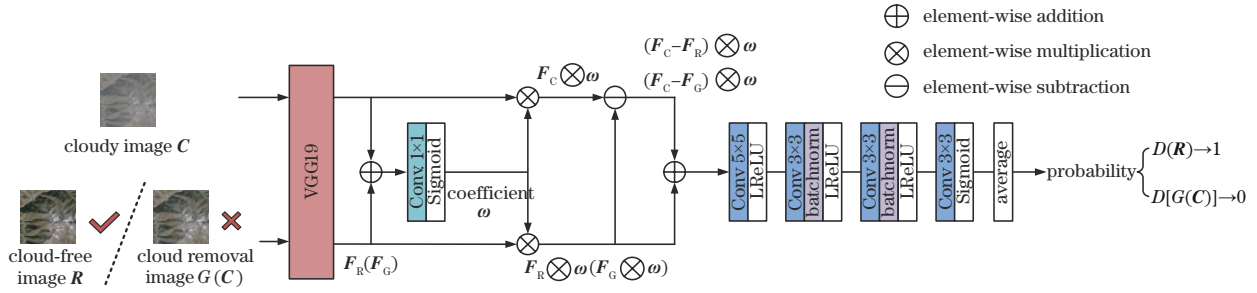 element-wise addition
element-wise multiplication
element-wise subtraction
(F_C−F_R) ⊗ ω
(F_C−F_G) ⊗ ω
F_C ⊗ ω
cloudy image C
VGG19
Conv 1×1
Sigmoid
coefficient
ω
cloud-free
image R
cloud removal
image G(C)
F_R(F_G)
F_R ⊗ ω(F_G ⊗ ω)
Conv 5×5
LReLU
Conv 3×3
batchnorm
LReLU
Conv 3×3
batchnorm
LReLU
Conv 3×3
Sigmoid
average
probability
D(R)→1
D[G(C)]→0